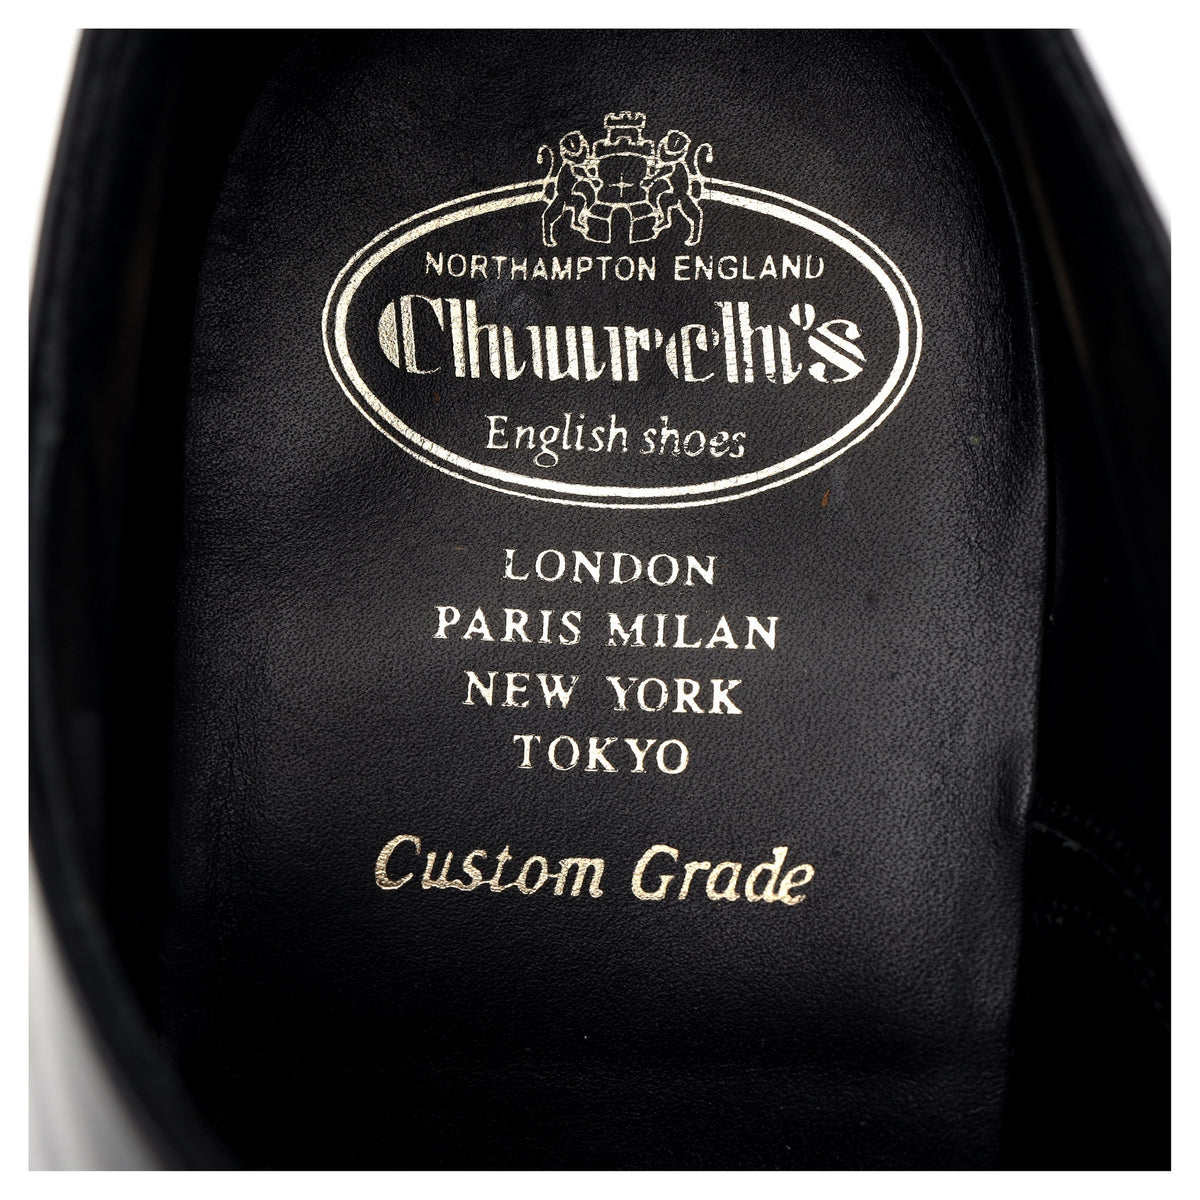 NORTHAMPTON ENGLAND
Church's
English shoes
LONDON
PARIS MILAN
NEW YORK
TOKYO
Custom Grade